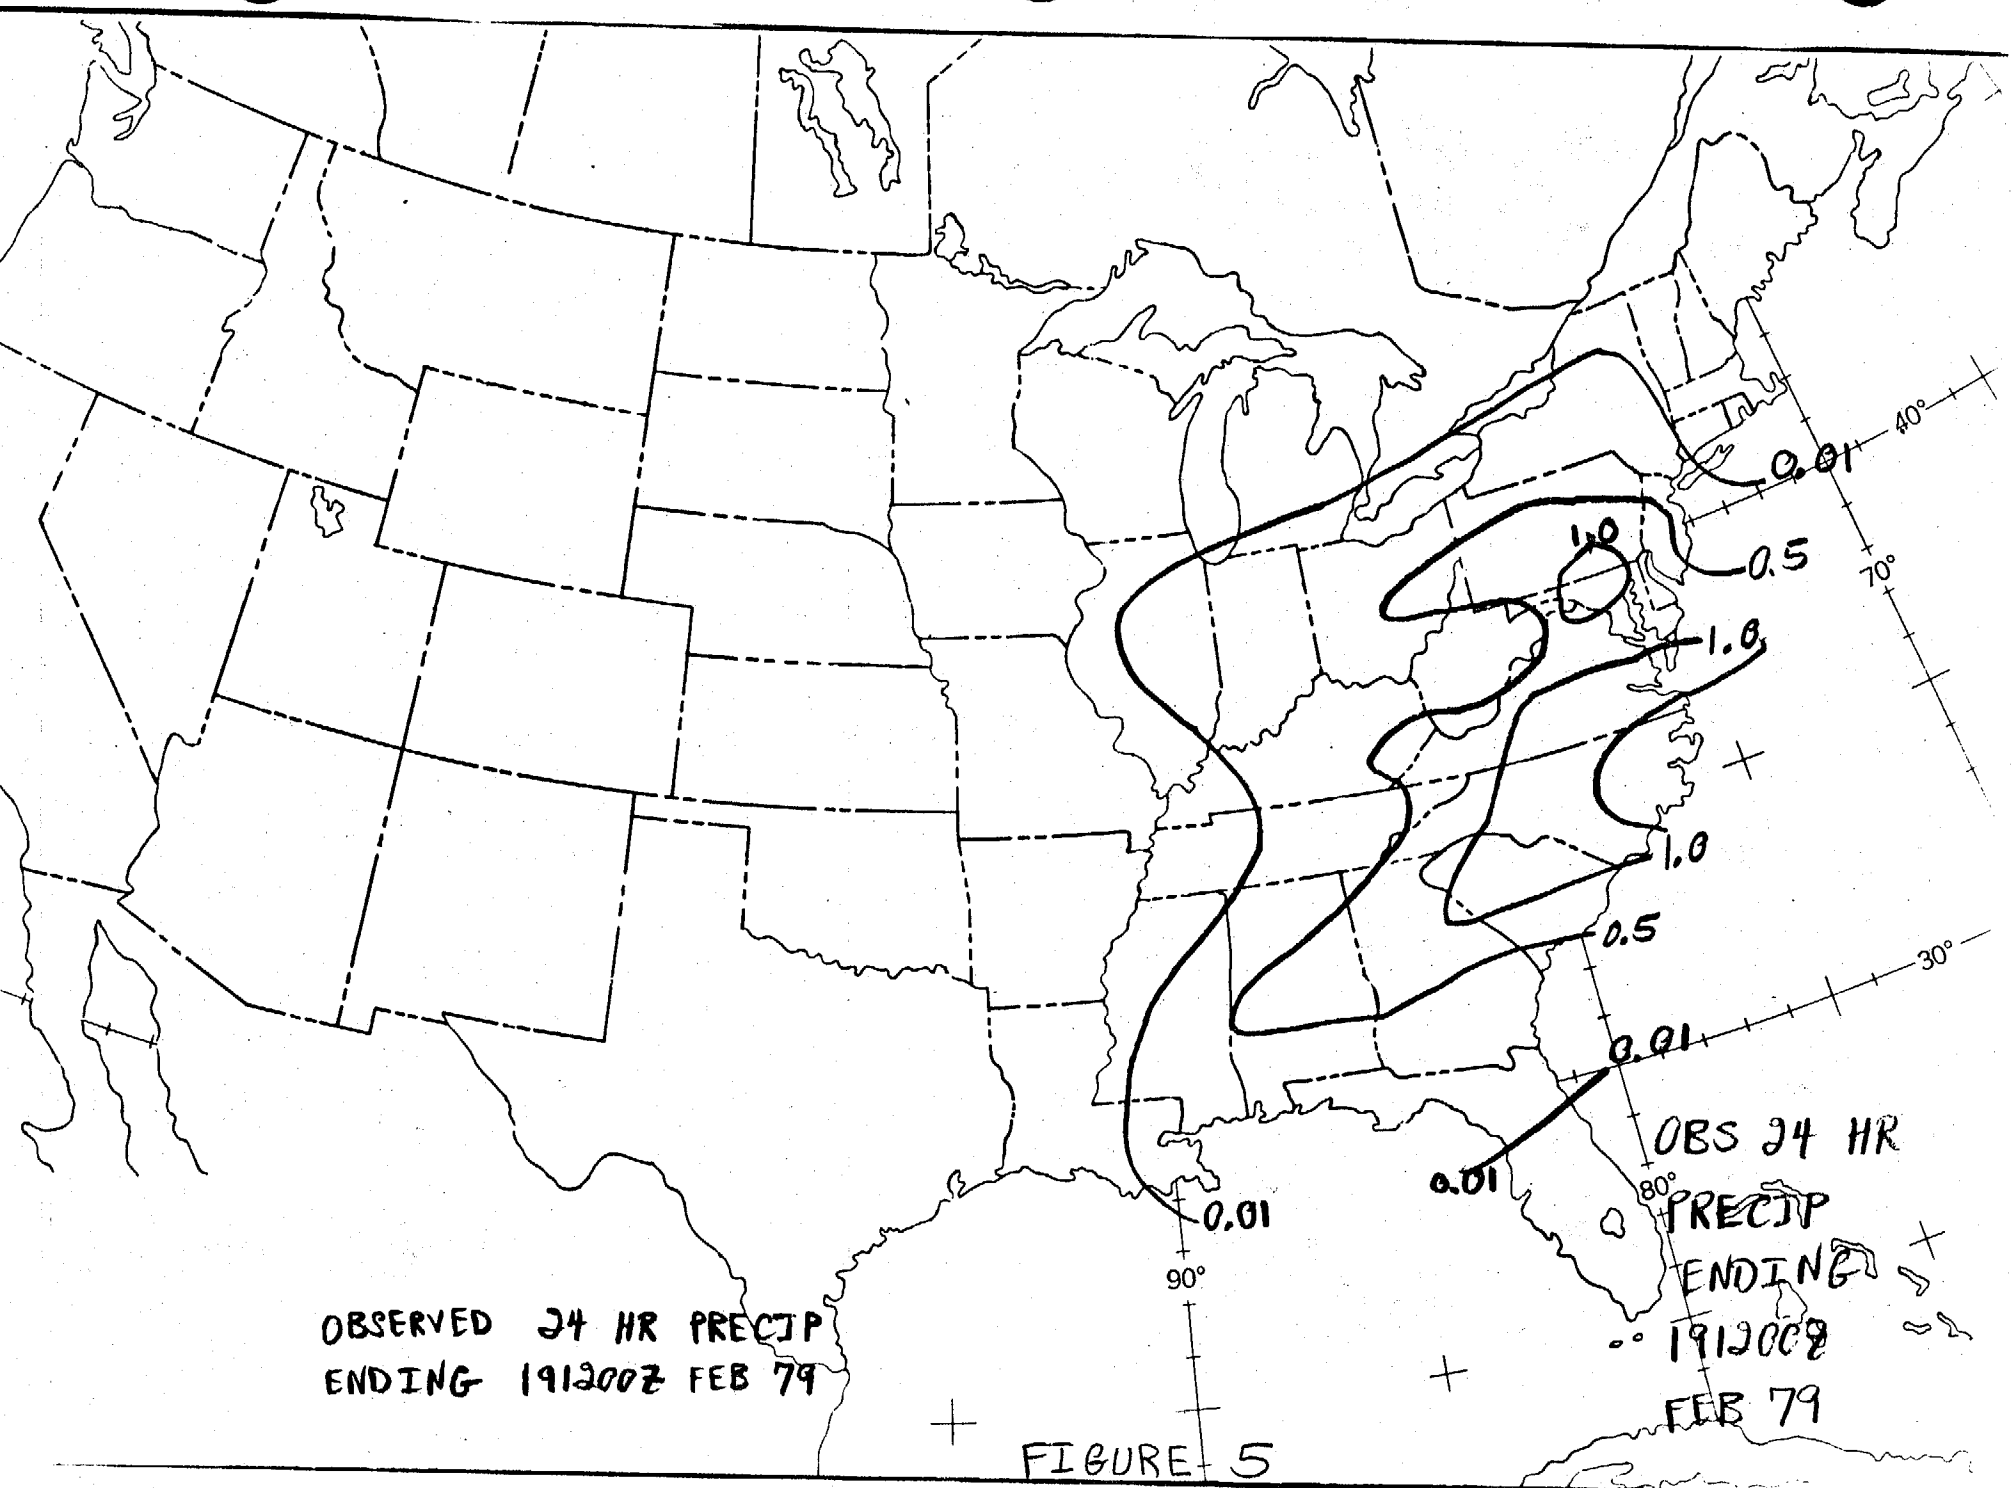 40°
0.01
1.0
0.5
70°
1.0
1.0
0.5
30°
0.01
OBS 24 HR
0.01
80°
PRECIP
0.01
ENDING
90°
OBSERVED 24 HR PRECIP
191200Z
ENDING 191200Z FEB 79
FEB 79
FIGURE 5